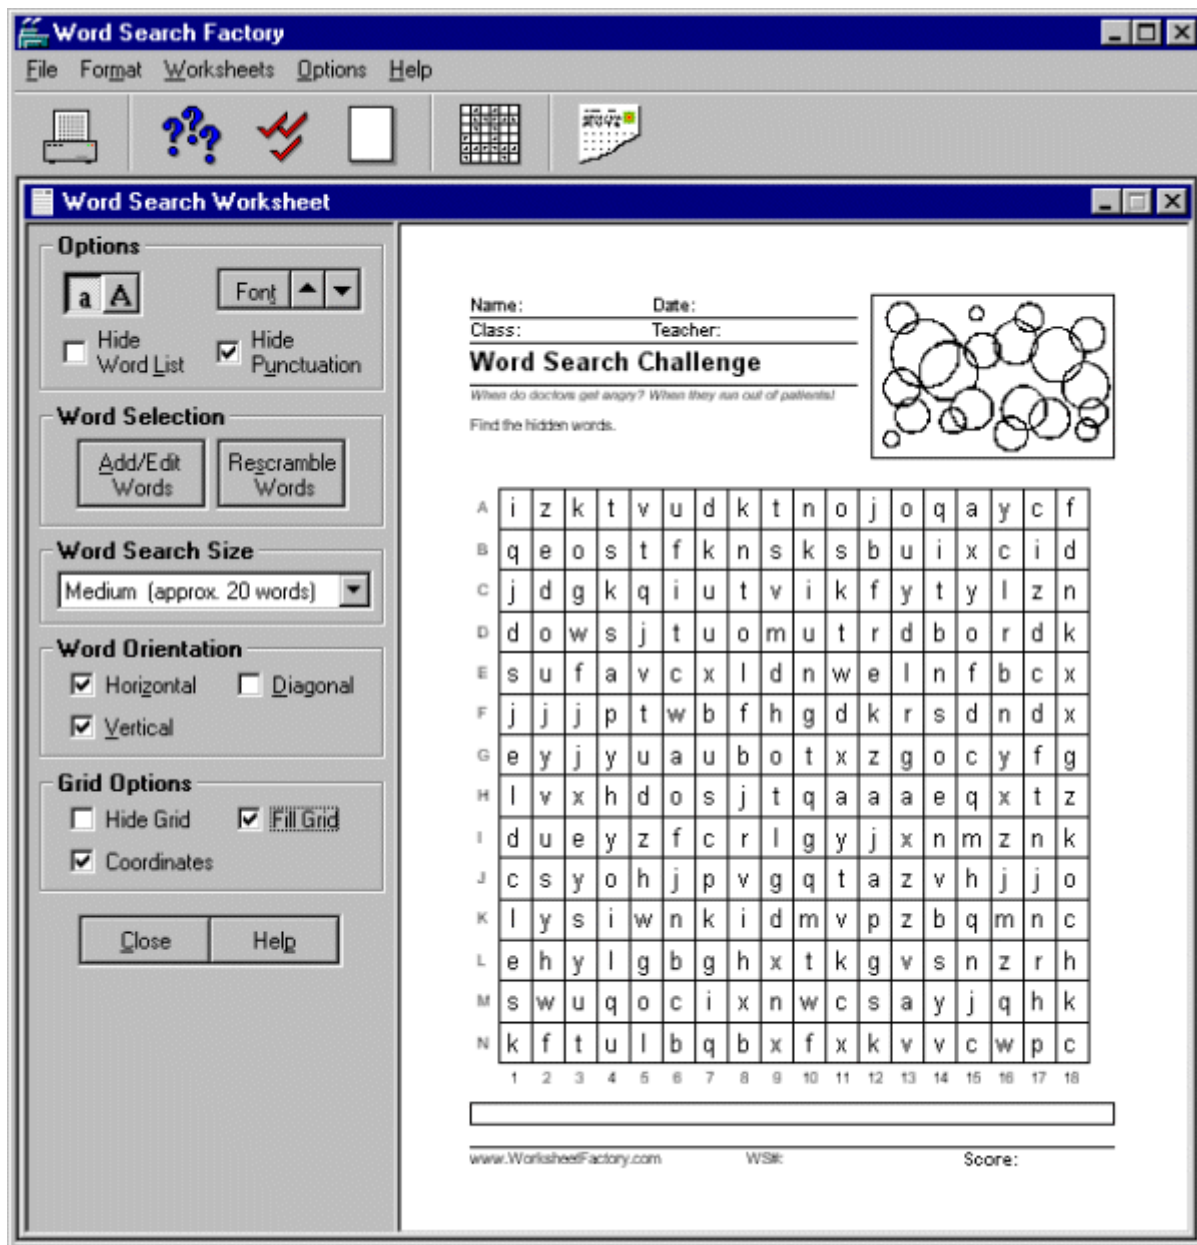 Word Search Factory
File Format Worksheets Options Help
Word Search Worksheet
Options
a A Font
Hide Word List
Hide Punctuation
Word Selection
Add/Edit Words
Rescramble Words
Word Search Size
Medium (approx. 20 words)
Word Orientation
Horizontal Diagonal
Vertical
Grid Options
Hide Grid Fill Grid
Coordinates
Close Help
Name: Date:
Class: Teacher:
Word Search Challenge
When do doctors get angry? When they run out of patients!
Find the hidden words.
A i z k t v u d k t n o j o q a y c f
B q e o s t f k n s k s b u i x c i d
C j d g k q i u t v i k f y t y l z n
D d o w s j t u o m u t r d b o r d k
E s u f a v c x l d n w e l n f b c x
F j j j p t w b f h g d k r s d n d x
G e y j y u a u b o t x z g o c y f g
H l v x h d o s j t q a a a e q x t z
I d u e y z f c r l g y j x n m z n k
J c s y o h j p v g q t a z v h j j o
K l y s i w n k i d m v p z b q m n c
L e h y l g b g h x t k g v s n z r h
M s w u q o c i x n w c s a y j q h k
N k f t u l b q b x f x k v v c w p c
1 2 3 4 5 6 7 8 9 10 11 12 13 14 15 16 17 18
www.WorksheetFactory.com WS#: Score: